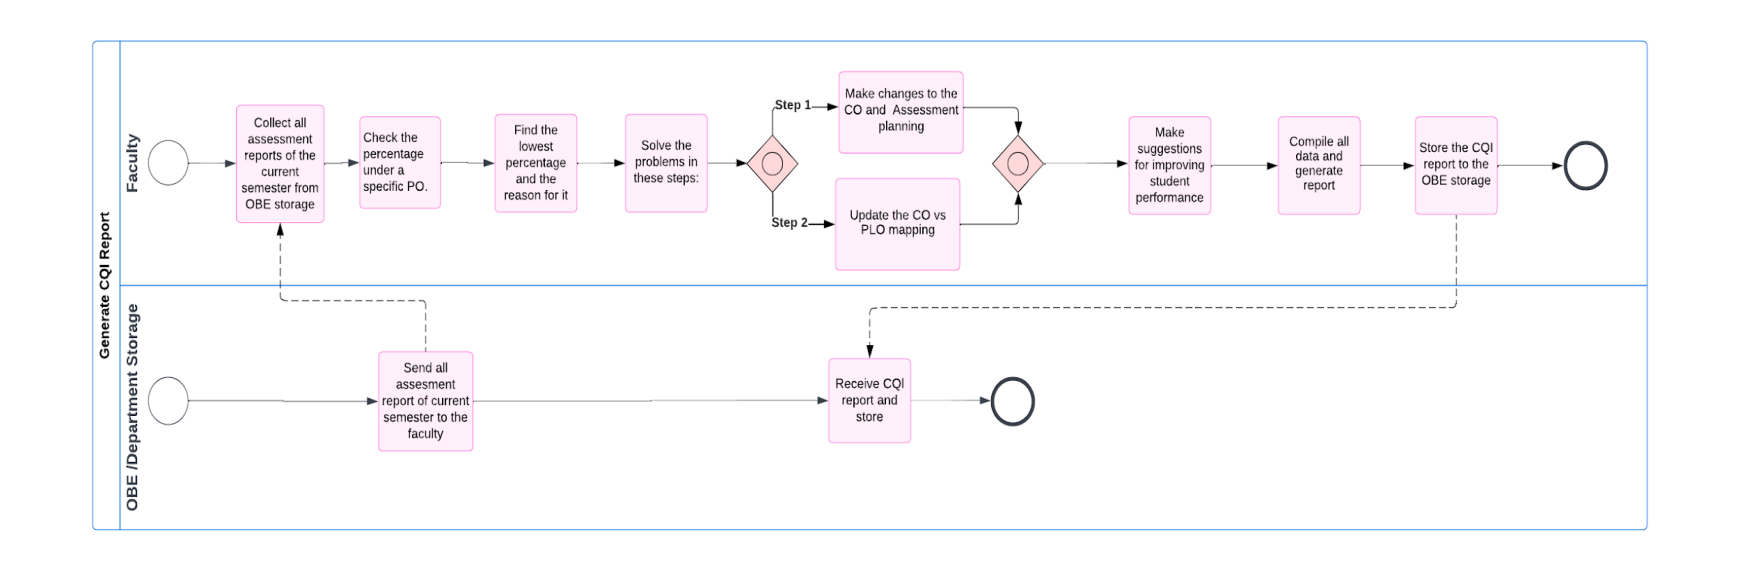 Generate CQI Report
Faculty
Collect all
assessment
reports of the
current
semester from
OBE storage
Check the
percentage
under a
specific PO.
Find the
lowest
percentage
and the
reason for it
Solve the
problems in
these steps:
Step 1
Make changes to the
CO and  Assessment
planning
Step 2
Update the CO vs
PLO mapping
Make
suggestions
for improving
student
performance
Compile all
data and
generate
report
Store the CQI
report to the
OBE storage
OBE /Department Storage
Send all
assesment
report of current
semester to the
faculty
Receive CQI
report and
store